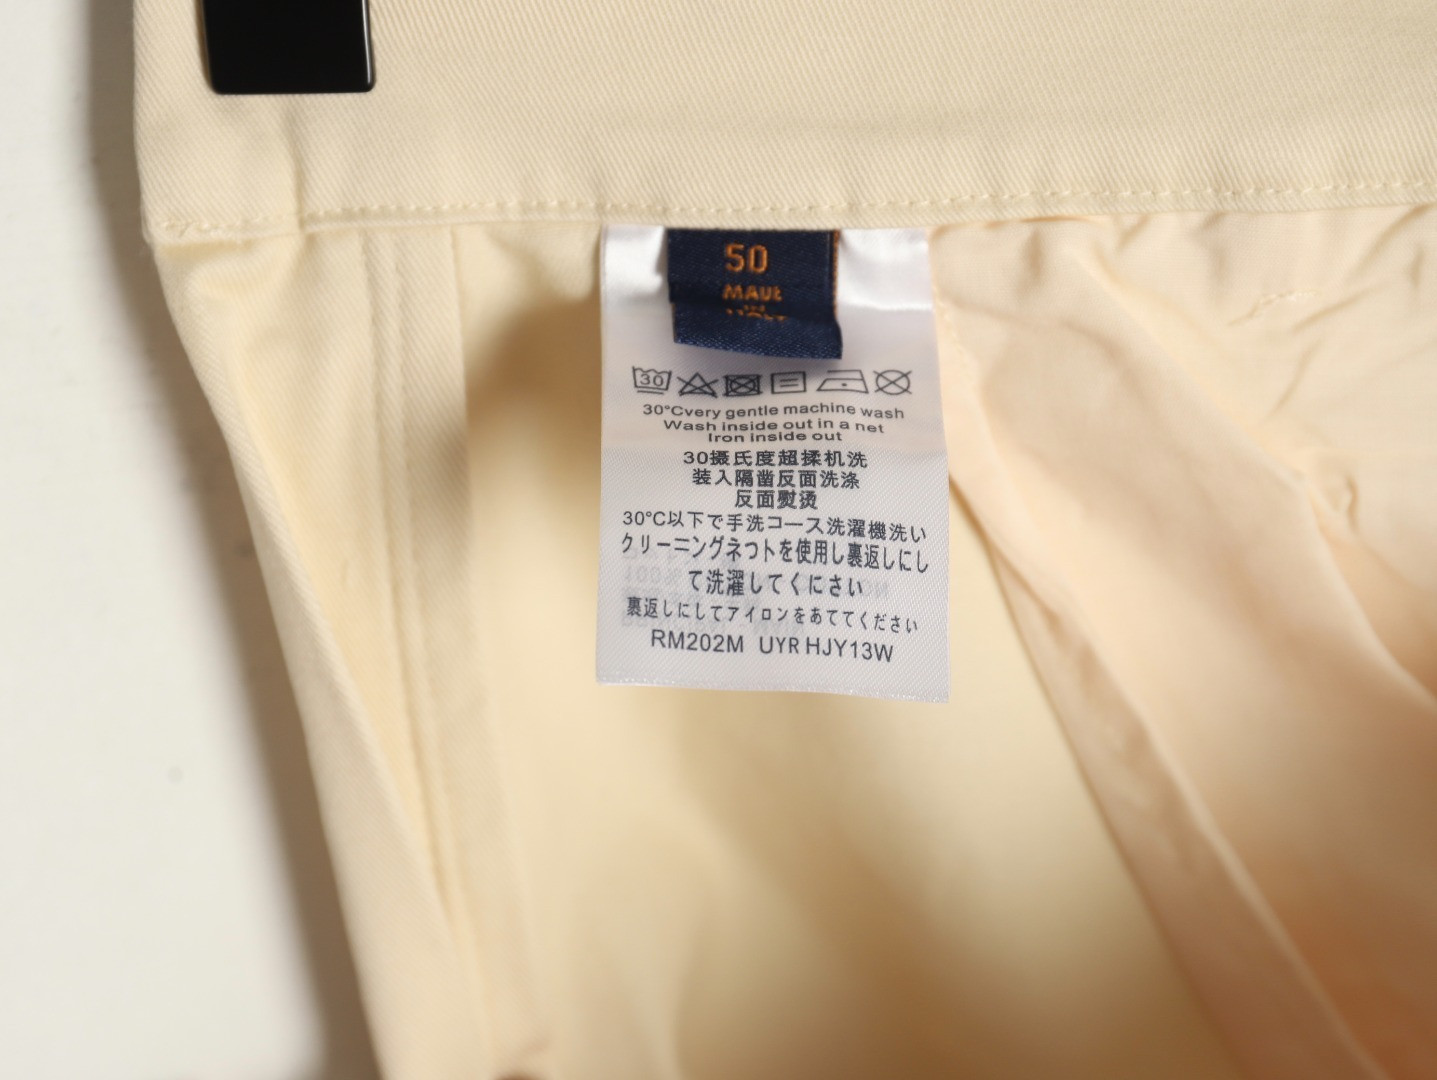 50
MADE
30
30°Cvery gentle machine wash
Wash inside out in a net
Iron inside out
30摄氏度超揉机洗
装入隔凿反面洗涤
反面熨烫
30°C以下で手洗コース洗濯機洗い
クリーニングネつトを使用し裏返しにし
て洗濯してくにさい
裏返しにしてアイロンをあててください
RM202M UYR HJY13W